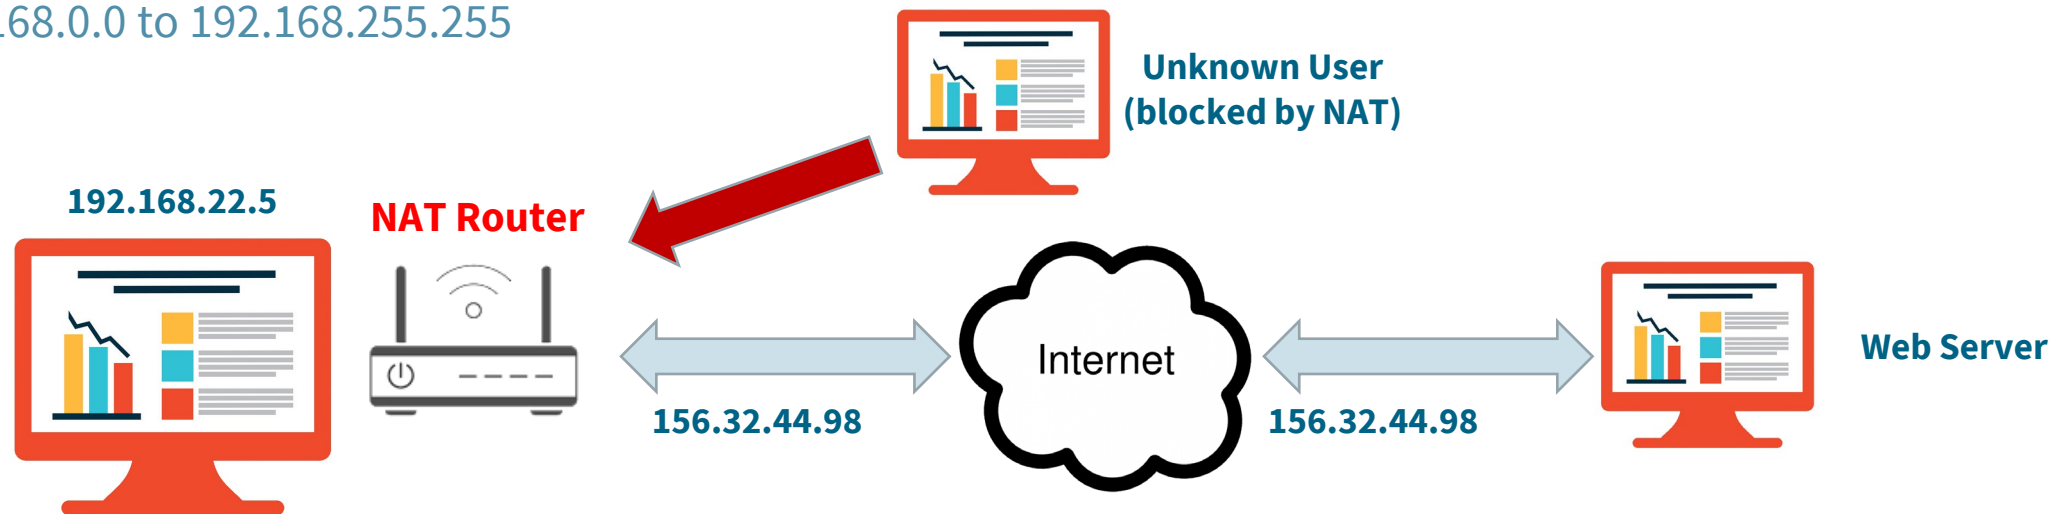 168.0.0 to 192.168.255.255
Unknown User
(blocked by NAT)
192.168.22.5
NAT Router
Internet
Web Server
156.32.44.98
156.32.44.98